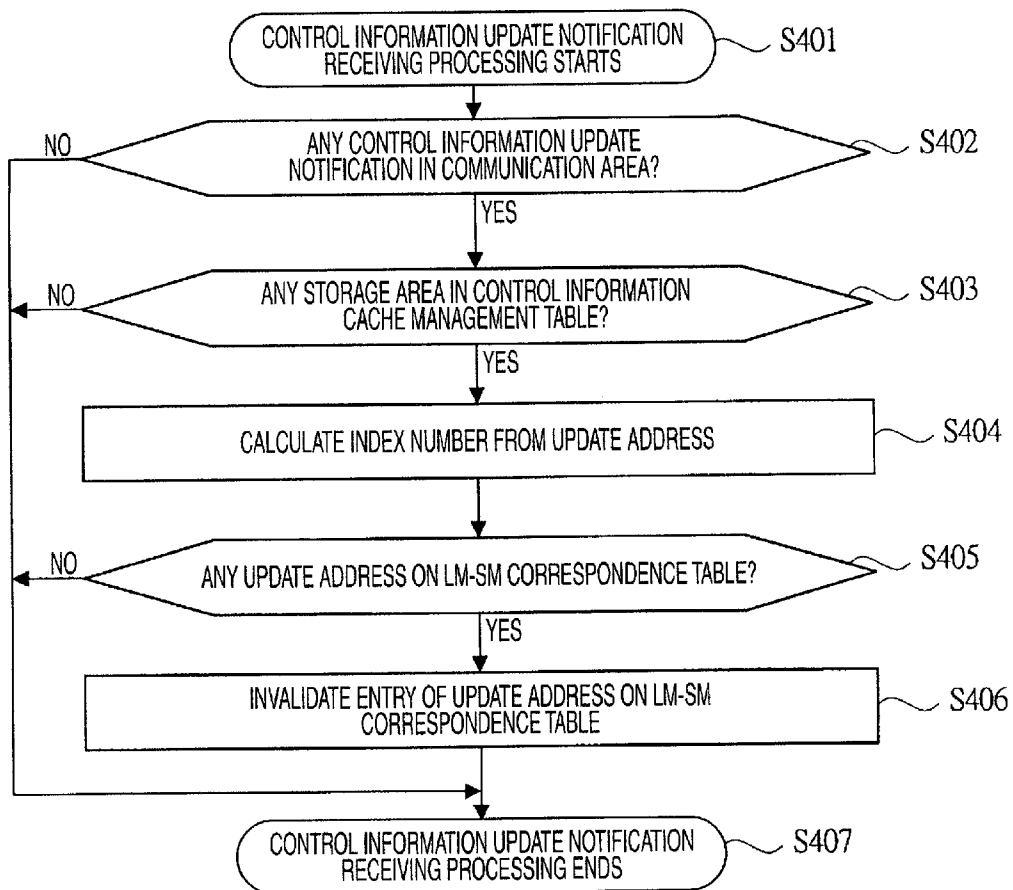 CONTROL INFORMATION UPDATE NOTIFICATION
RECEIVING PROCESSING STARTS
S401
NO
ANY CONTROL INFORMATION UPDATE
NOTIFICATION IN COMMUNICATION AREA?
S402
YES
NO
ANY STORAGE AREA IN CONTROL INFORMATION
CACHE MANAGEMENT TABLE?
S403
YES
CALCULATE INDEX NUMBER FROM UPDATE ADDRESS
S404
NO
ANY UPDATE ADDRESS ON LM-SM CORRESPONDENCE TABLE?
S405
YES
INVALIDATE ENTRY OF UPDATE ADDRESS ON LM-SM
CORRESPONDENCE TABLE
S406
CONTROL INFORMATION UPDATE NOTIFICATION
RECEIVING PROCESSING ENDS
S407